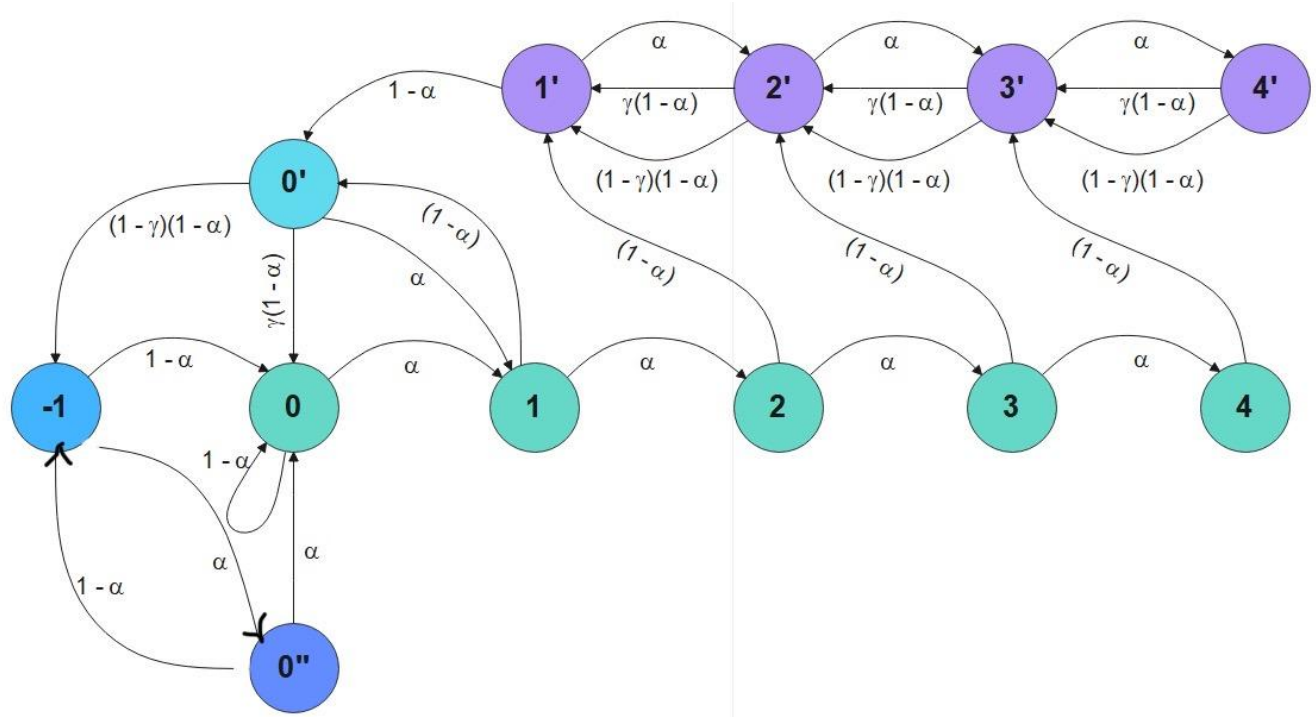 α α α
1' 2' 3' 4'
1 - α γ(1 - α) γ(1 - α) γ(1 - α)
0' (1 - γ)(1 - α) (1 - γ)(1 - α) (1 - γ)(1 - α)
(1 - γ)(1 - α) (1 - α)
γ(1 - α) α (1 - α) (1 - α) (1 - α)
1 - α α α α α
-1 0 1 2 3 4
1 - α
α α
1 - α
0"